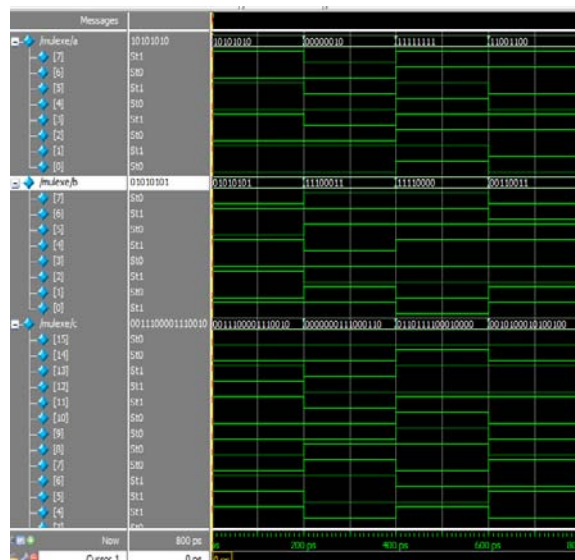 Messages
/mulexe/a 10101010 10101010 00000010 11111111 11001100
[7] St1
[6] St0
[5] St1
[4] St0
[3] St1
[2] St0
[1] St1
[0] St0
/mulexe/b 01010101 01010101 11100011 11110000 00110011
[7] St0
[6] St1
[5] St0
[4] St1
[3] St0
[2] St1
[1] St0
[0] St1
/mulexe/c 0011100001110010 0011100001110010 0000000111000110 0110111100010000 0010100010100100
[15] St0
[14] St0
[13] St1
[12] St1
[11] St1
[10] St0
[9] St0
[8] St0
[7] St0
[6] St1
[5] St1
[4] St1
Now 800 ps 200 ps 400 ps 600 ps
Cursor 1 0 ps